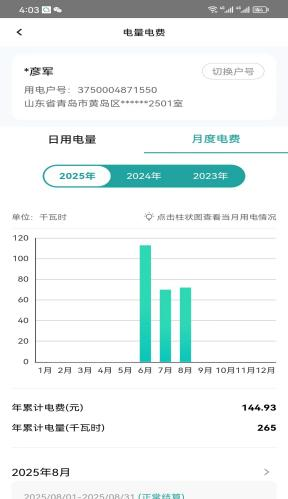 4:03
电量电费
*彦军
切换户号
用电户号：3750004871550
山东省青岛市黄岛区******2501室
日用电量
月度电费
2025年
2024年
2023年
单位：千瓦时
点击柱状图查看当月用电情况
120
100
80
60
40
20
0
1月 2月 3月 4月 5月 6月 7月 8月 9月 10月 11月 12月
年累计电费(元)
144.93
年累计电量(千瓦时)
265
2025年8月
2025/08/01-2025/08/31 (正常结算)